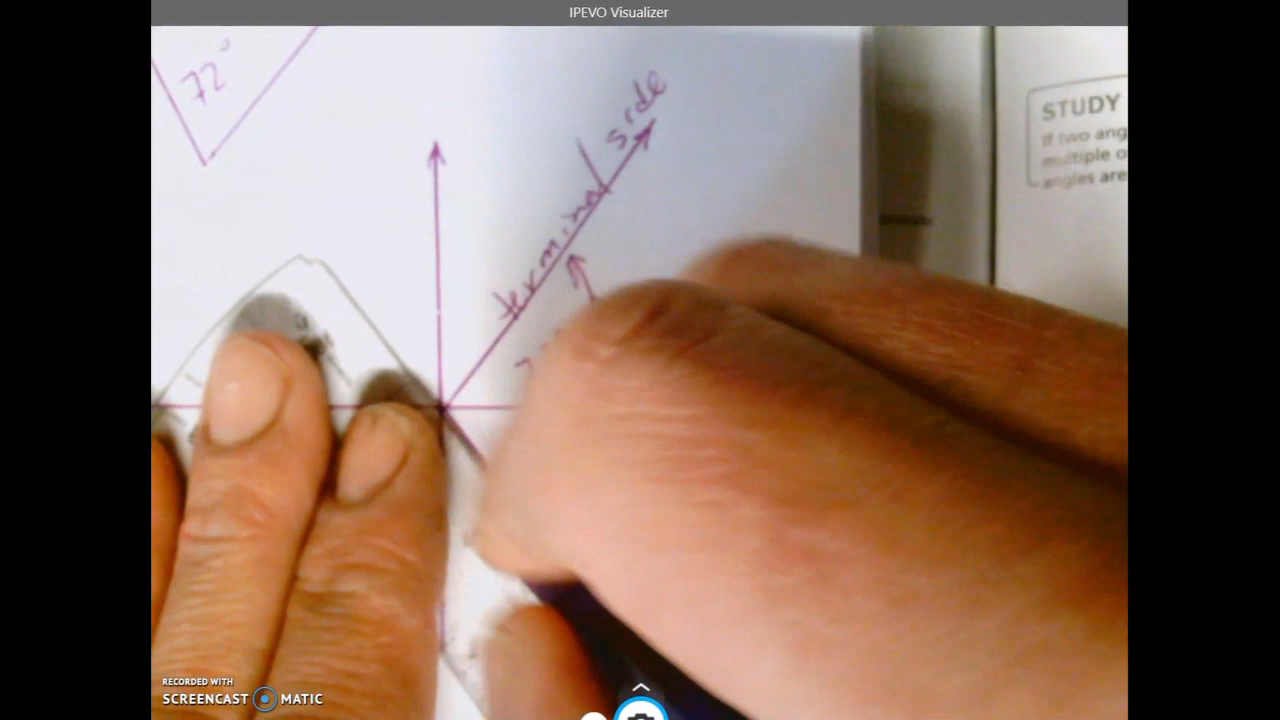 IPEVO Visualizer
72°
terminal side
STUDY
If two ang
multiple o
angles are
RECORDED WITH
SCREENCAST MATIC